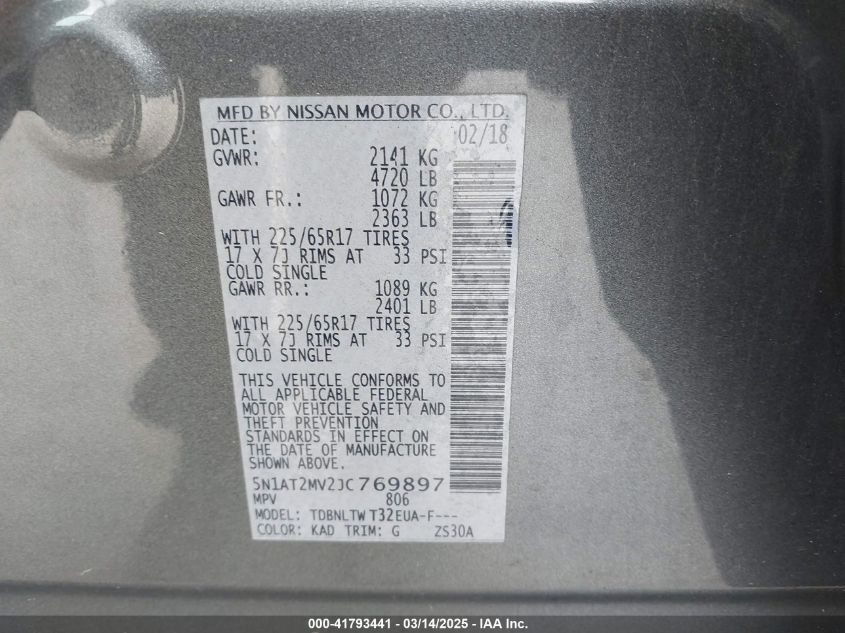 MFD BY NISSAN MOTOR CO., LTD.
DATE: 02/18
GVWR: 2141 KG
4720 LB
GAWR FR.: 1072 KG
2363 LB
WITH 225/65R17 TIRES
17 X 7J RIMS AT 33 PSI
COLD SINGLE
GAWR RR.: 1089 KG
2401 LB
WITH 225/65R17 TIRES
17 X 7J RIMS AT 33 PSI
COLD SINGLE
THIS VEHICLE CONFORMS TO
ALL APPLICABLE FEDERAL
MOTOR VEHICLE SAFETY AND
THEFT PREVENTION
STANDARDS IN EFFECT ON
THE DATE OF MANUFACTURE
SHOWN ABOVE.
5N1AT2MV2JC769897
MPV 806
MODEL: TDBNLTW T32EUA-F---
COLOR: KAD TRIM: G ZS30A
000-41793441 - 03/14/2025 - IAA Inc.